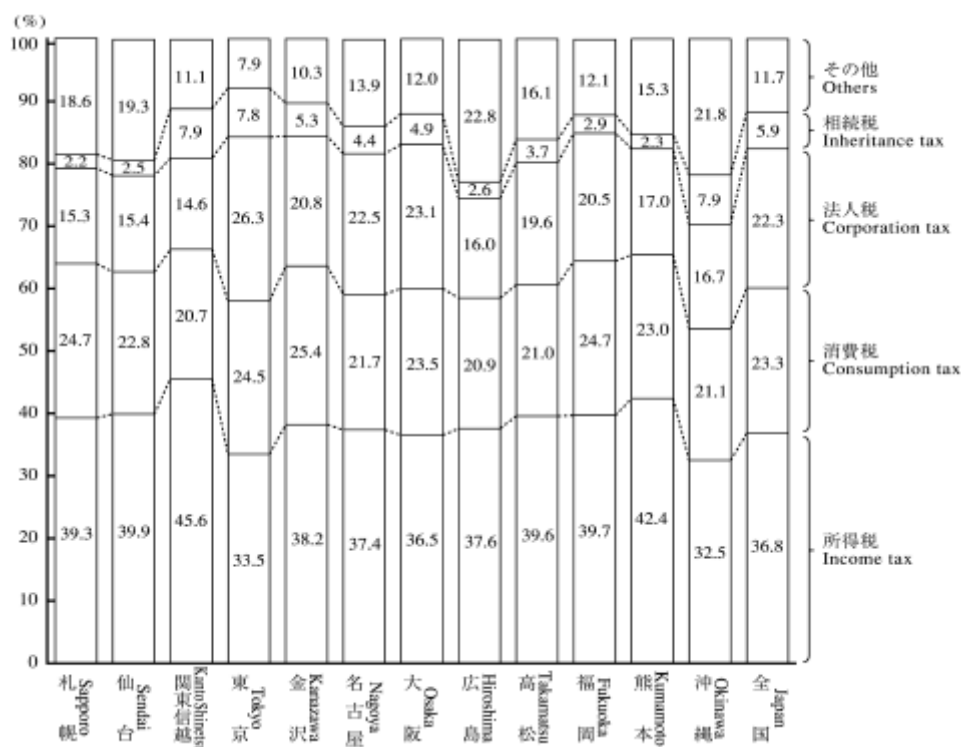 (%)
100
90
80
70
60
50
40
30
20
10
0
18.6
2.2
15.3
24.7
39.3
19.3
2.5
15.4
22.8
39.9
11.1
7.9
14.6
20.7
45.6
7.9
7.8
26.3
24.5
33.5
10.3
5.3
20.8
25.4
38.2
13.9
4.4
22.5
21.7
37.4
12.0
4.9
23.1
23.5
36.5
22.8
2.6
16.0
20.9
37.6
16.1
3.7
19.6
21.0
39.6
12.1
2.9
20.5
24.7
39.7
15.3
2.3
17.0
23.0
42.4
21.8
7.9
16.7
21.1
32.5
11.7
5.9
22.3
23.3
36.8
その他
Others
相続税
Inheritance tax
法人税
Corporation tax
消費税
Consumption tax
所得税
Income tax
札幌
Sapporo
仙台
Sendai
関東信越
KantoShinetsu
東京
Tokyo
金沢
Kanazawa
名古屋
Nagoya
大阪
Osaka
広島
Hiroshima
高松
Takamatsu
福岡
Fukuoka
熊本
Kumamoto
沖縄
Okinawa
全国
Japan